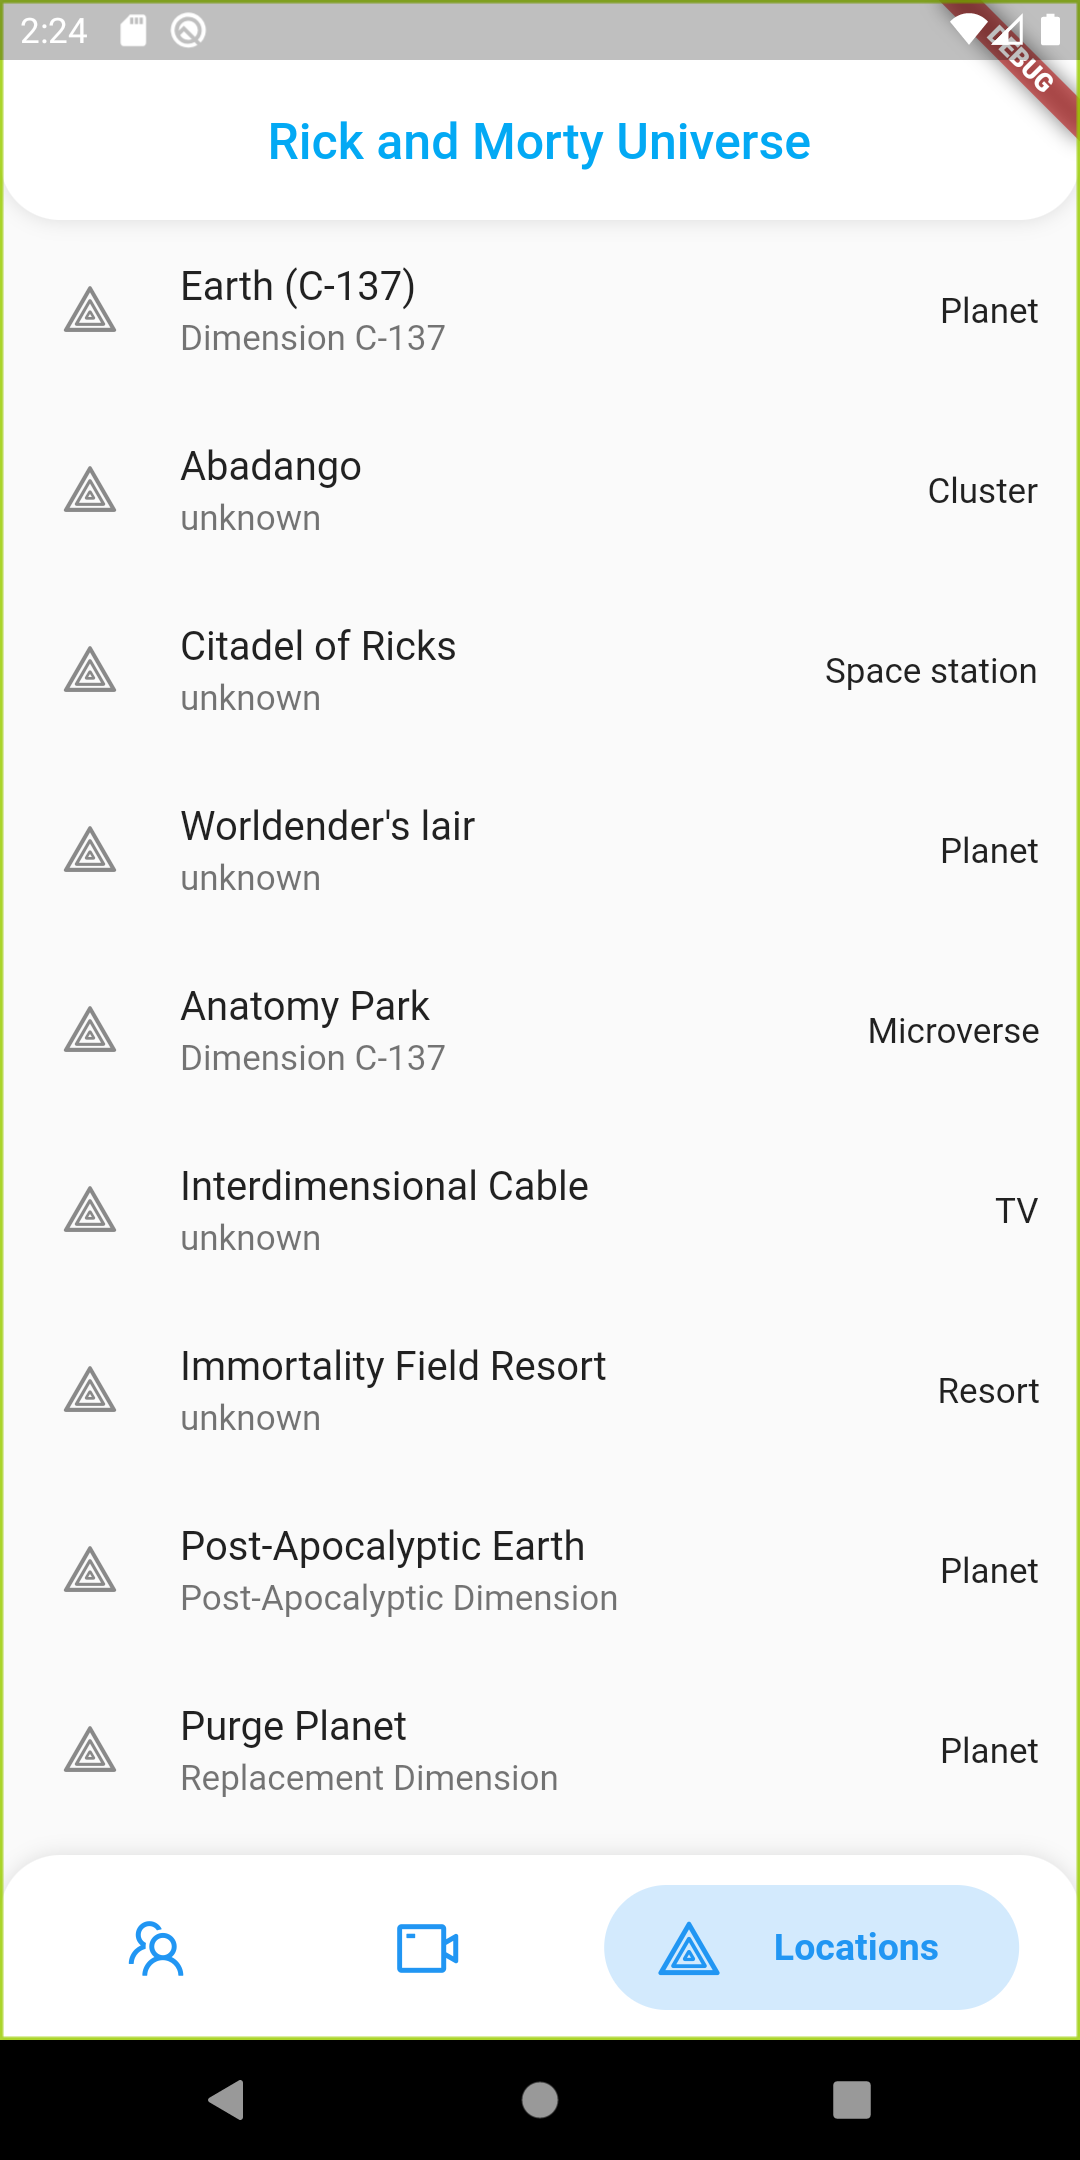 2:24
DEBUG
Rick and Morty Universe
Earth (C-137)
Dimension C-137
Planet
Abadango
unknown
Cluster
Citadel of Ricks
unknown
Space station
Worldender's lair
unknown
Planet
Anatomy Park
Dimension C-137
Microverse
Interdimensional Cable
unknown
TV
Immortality Field Resort
unknown
Resort
Post-Apocalyptic Earth
Post-Apocalyptic Dimension
Planet
Purge Planet
Replacement Dimension
Planet
Locations